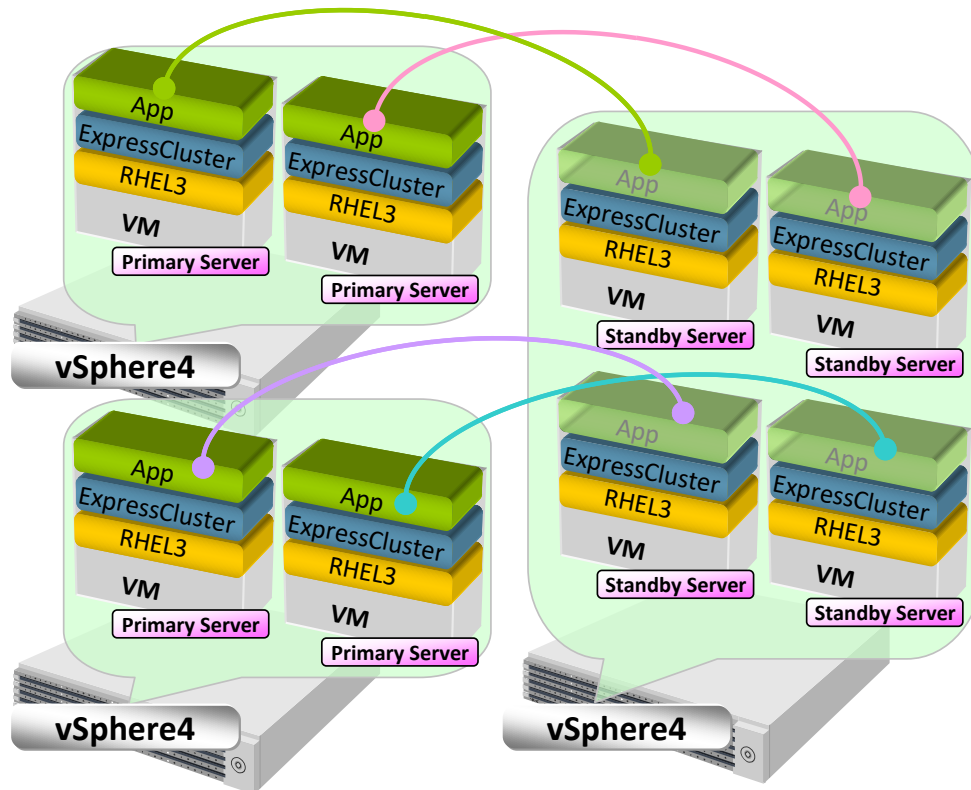 App
ExpressCluster
RHEL3
VM
Primary Server
App
ExpressCluster
RHEL3
VM
Primary Server
vSphere4
App
ExpressCluster
RHEL3
VM
Standby Server
App
ExpressCluster
RHEL3
VM
Standby Server
App
ExpressCluster
RHEL3
VM
Primary Server
App
ExpressCluster
RHEL3
VM
Primary Server
vSphere4
App
ExpressCluster
RHEL3
VM
Standby Server
App
ExpressCluster
RHEL3
VM
Standby Server
vSphere4